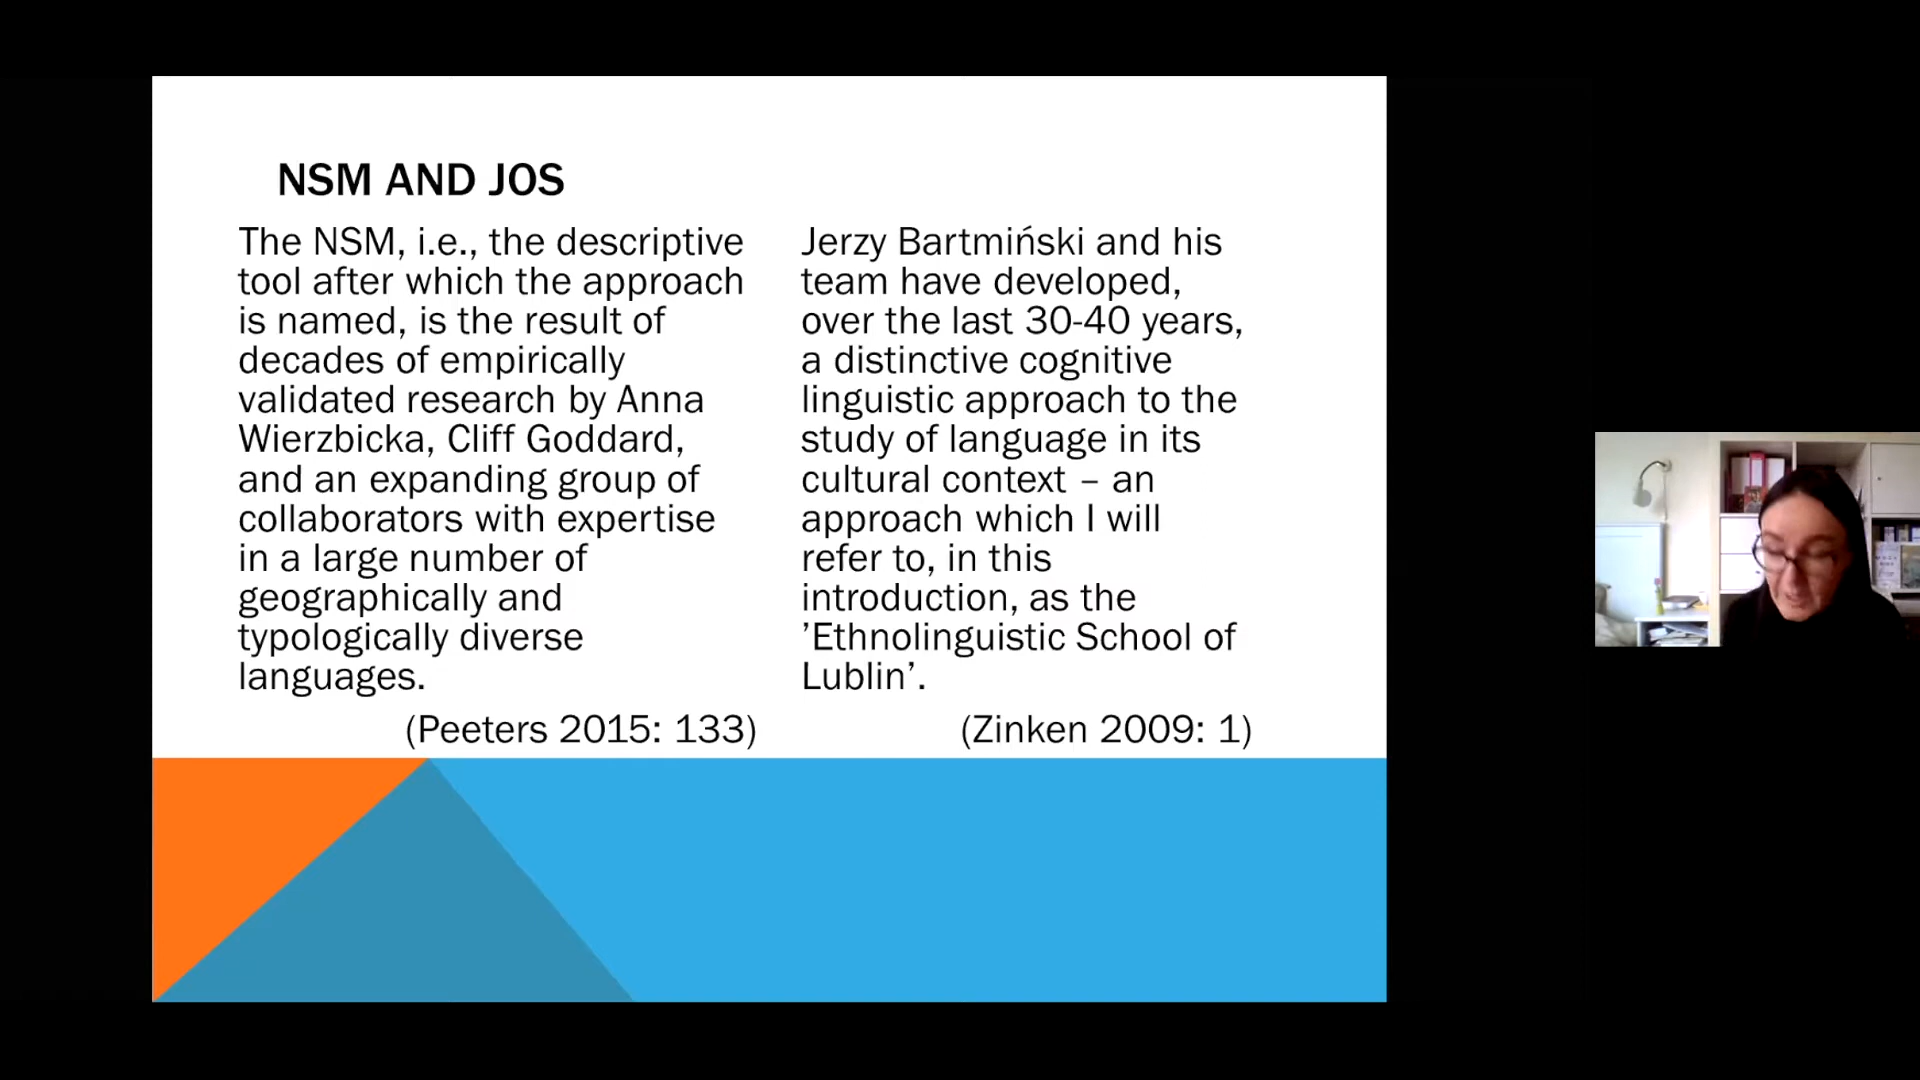 NSM AND JOS
The NSM, i.e., the descriptive
tool after which the approach
is named, is the result of
decades of empirically
validated research by Anna
Wierzbicka, Cliff Goddard,
and an expanding group of
collaborators with expertise
in a large number of
geographically and
typologically diverse
languages.
(Peeters 2015: 133)
Jerzy Bartmiński and his
team have developed,
over the last 30-40 years,
a distinctive cognitive
linguistic approach to the
study of language in its
cultural context – an
approach which I will
refer to, in this
introduction, as the
’Ethnolinguistic School of
Lublin’.
(Zinken 2009: 1)